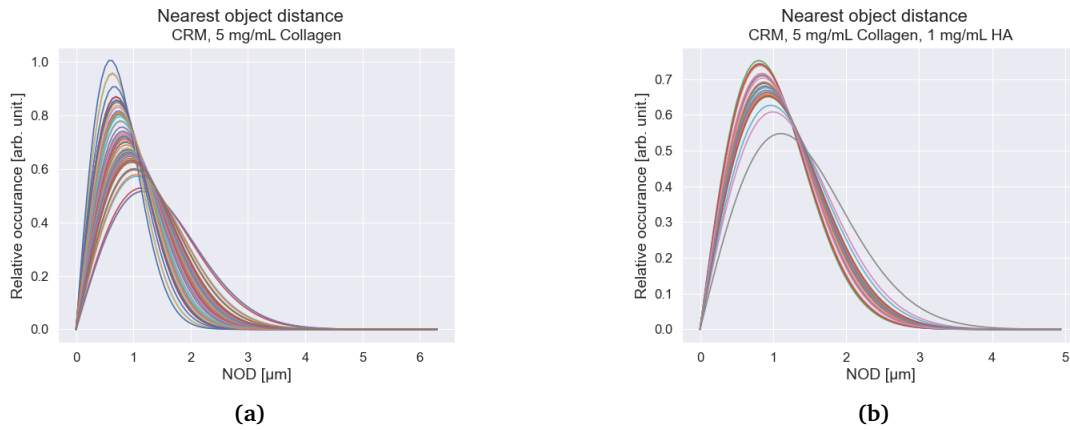 Nearest object distance
CRM, 5 mg/mL Collagen
Relative occurance [arb. unit.]
1.0
0.8
0.6
0.4
0.2
0.0
0 1 2 3 4 5 6
NOD [µm]
(a)
Nearest object distance
CRM, 5 mg/mL Collagen, 1 mg/mL HA
Relative occurance [arb. unit.]
0.7
0.6
0.5
0.4
0.3
0.2
0.1
0.0
0 1 2 3 4 5
NOD [µm]
(b)